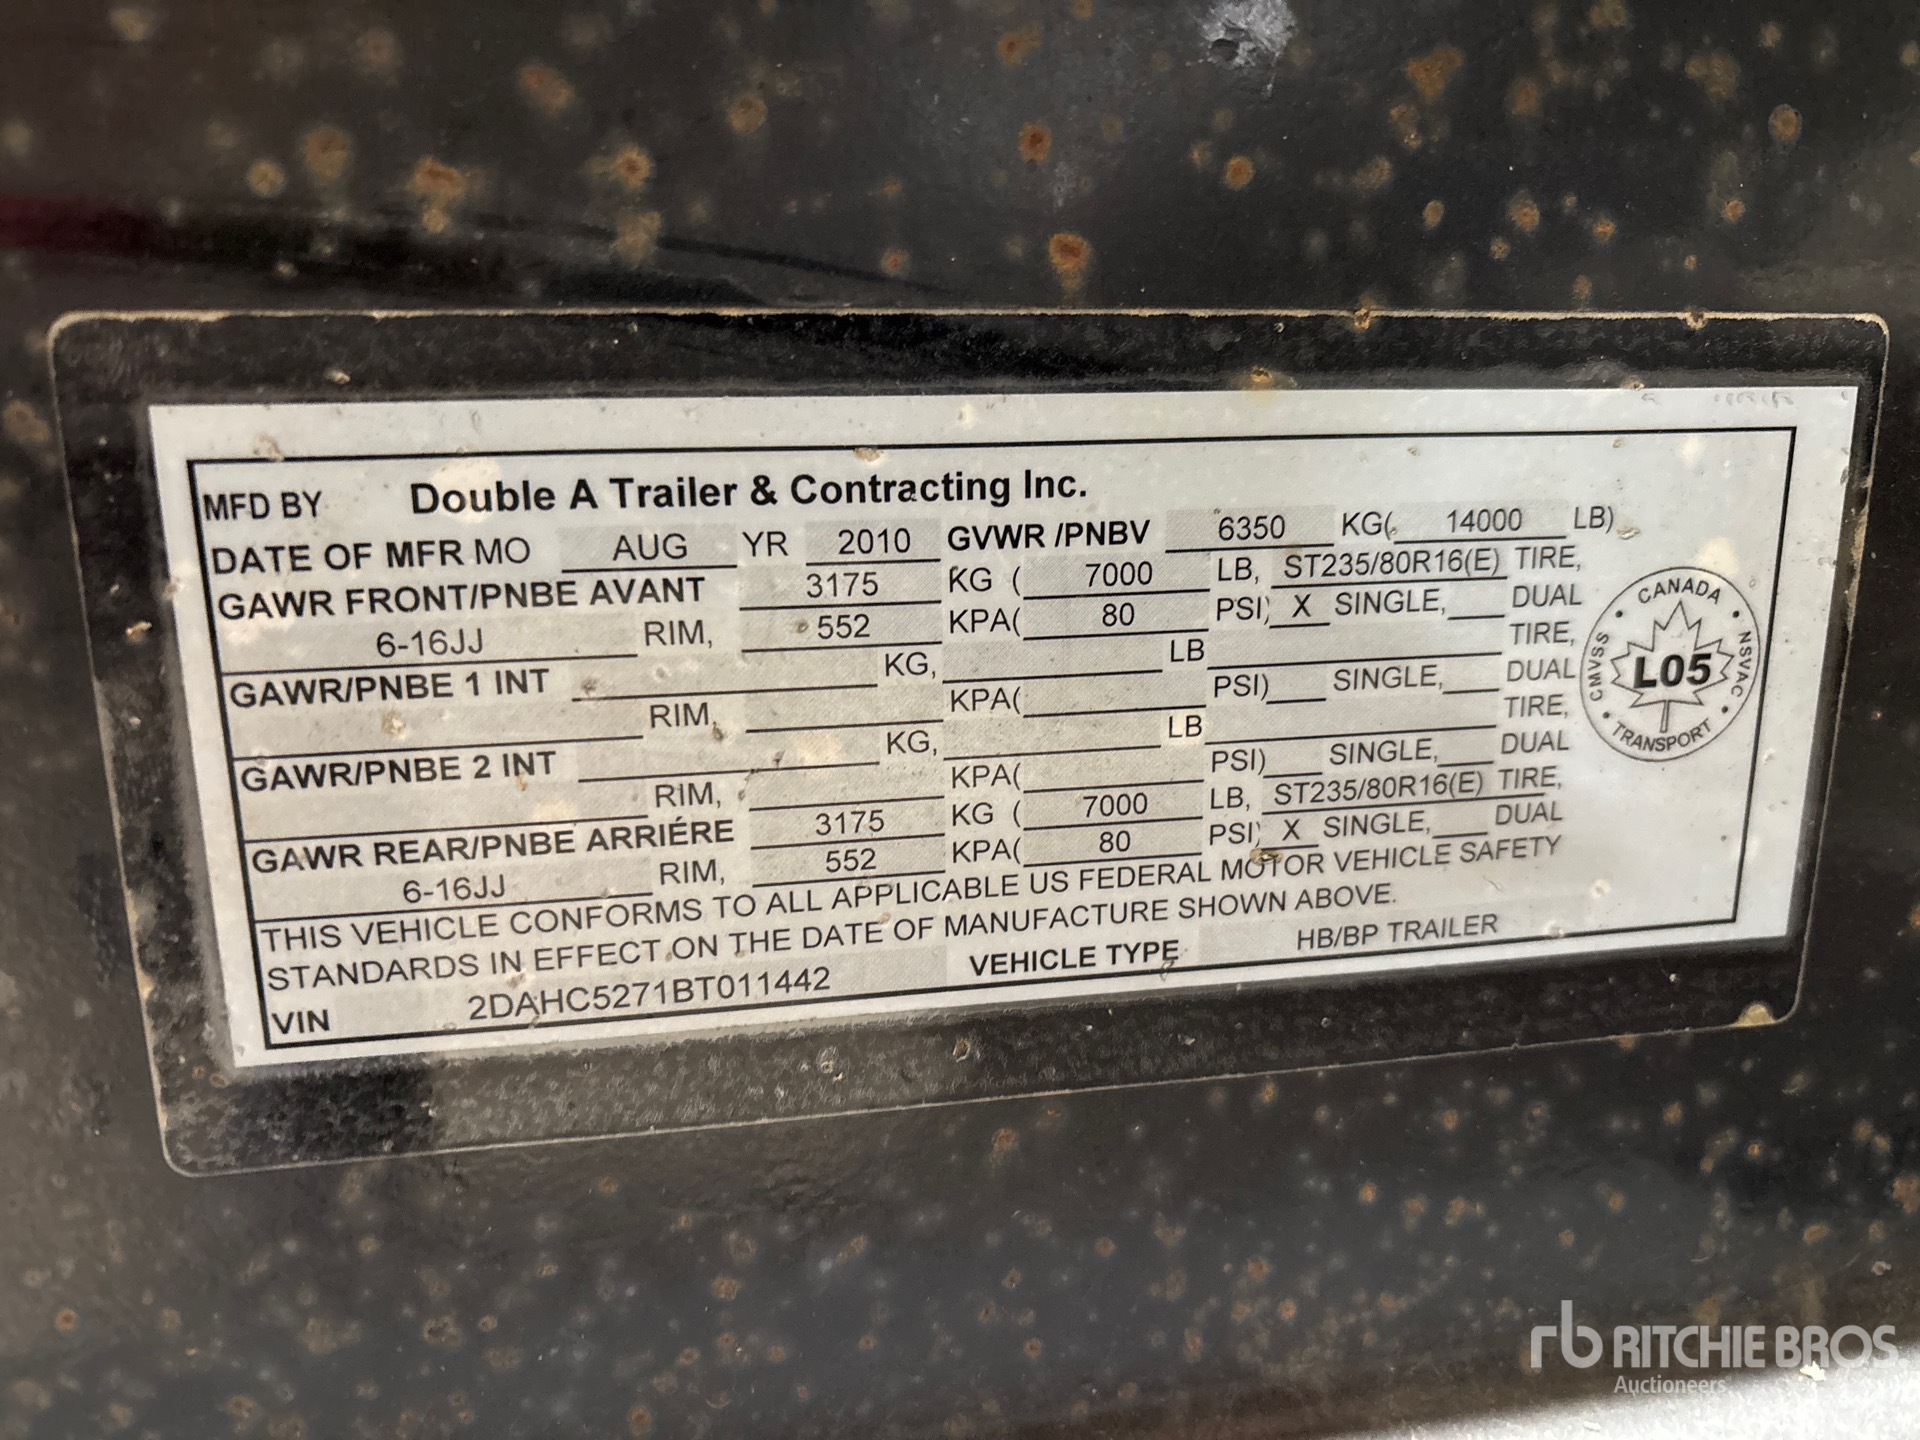 MFD BY Double A Trailer & Contracting Inc.
DATE OF MFR MO AUG YR 2010 GVWR /PNBV 6350 KG( 14000 LB)
GAWR FRONT/PNBE AVANT 3175 KG ( 7000 LB, ST235/80R16(E) TIRE,
6-16JJ RIM, 552 KPA( 80 PSI) X SINGLE, DUAL
GAWR/PNBE 1 INT KG, LB TIRE,
RIM, KPA( PSI) SINGLE, DUAL
GAWR/PNBE 2 INT KG, LB TIRE,
RIM, KPA( PSI) SINGLE, DUAL
GAWR REAR/PNBE ARRIÉRE 3175 KG ( 7000 LB, ST235/80R16(E) TIRE,
6-16JJ RIM, 552 KPA( 80 PSI) X SINGLE, DUAL
THIS VEHICLE CONFORMS TO ALL APPLICABLE US FEDERAL MOTOR VEHICLE SAFETY
STANDARDS IN EFFECT ON THE DATE OF MANUFACTURE SHOWN ABOVE.
VIN 2DAHC5271BT011442 VEHICLE TYPE HB/BP TRAILER
CANADA
CMVSS
L05
NSVAC
TRANSPORT
rb RITCHIE BROS
Auctioneers